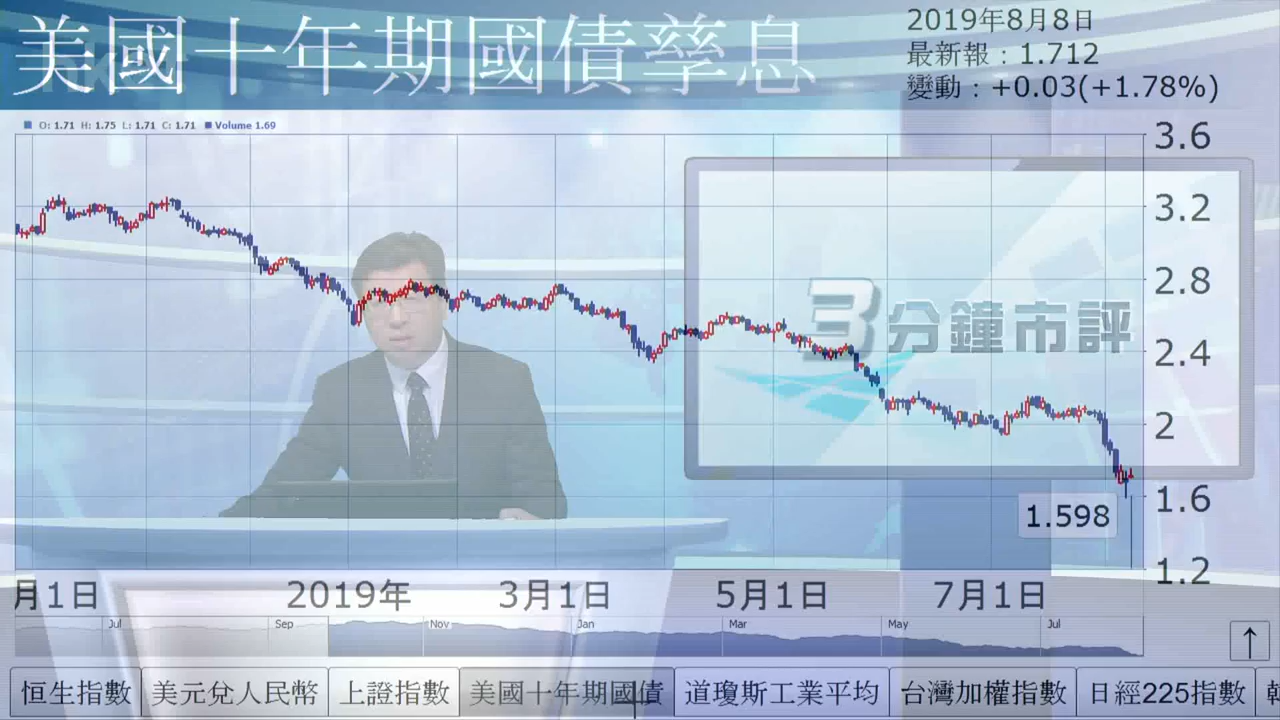 美國十年期國債孳息
2019年8月8日
最新報：1.712
變動：+0.03(+1.78%)
O: 1.71 H: 1.75 L: 1.71 C: 1.71 Volume 1.69
3.6
3.2
2.8
2.4
2
1.6
1.2
3分鐘市評
1.598
月1日 2019年 3月1日 5月1日 7月1日
Jul Sep Nov Jan Mar May Jul
↑
恒生指數 美元兌人民幣 上證指數 美國十年期國債 道瓊斯工業平均 台灣加權指數 日經225指數